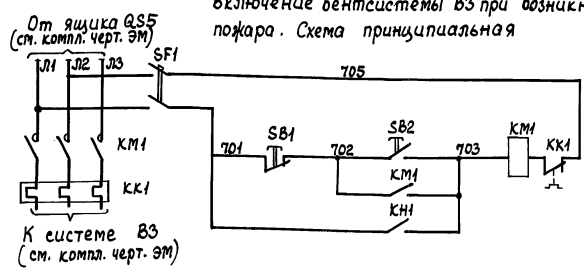 включение вентсистемы В3 при возникн
пожара. Схема принципиальная
От ящика QS5
(см. компл. черт. ЭМ)
Л1 Л2 Л3
SF1
705
КМ1
КК1
701
SB1
702
SB2
703
КМ1
КК1
КМ1
КН1
К системе В3
(см. компл. черт. ЭМ)